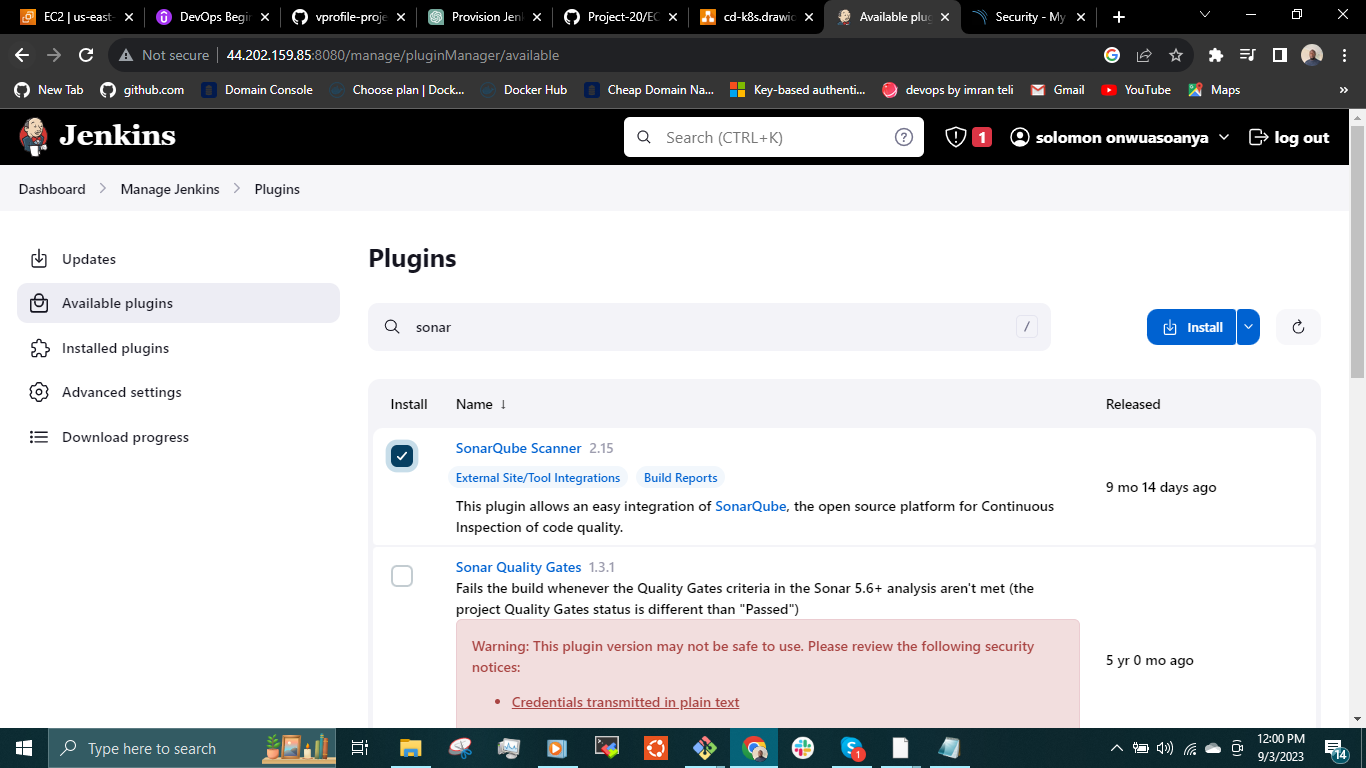 EC2 | us-east-
DevOps Begi
vprofile-proje
Provision Jen
Project-20/EC
cd-k8s.drawic
Available plug
Security - My
Not secure
44.202.159.85:8080/manage/pluginManager/available
New Tab
github.com
Domain Console
Choose plan | Dock...
Docker Hub
Cheap Domain Na...
Key-based authenti...
devops by imran teli
Gmail
YouTube
Maps
»
Jenkins
Search (CTRL+K)
?
1
solomon onwuasoanya
log out
Dashboard
Manage Jenkins
Plugins
Updates
Available plugins
Installed plugins
Advanced settings
Download progress
Plugins
sonar
/
Install
Install
Name ↓
Released
SonarQube Scanner 2.15
External Site/Tool Integrations
Build Reports
This plugin allows an easy integration of SonarQube, the open source platform for Continuous
Inspection of code quality.
9 mo 14 days ago
Sonar Quality Gates 1.3.1
Fails the build whenever the Quality Gates criteria in the Sonar 5.6+ analysis aren't met (the
project Quality Gates status is different than "Passed")
Warning: This plugin version may not be safe to use. Please review the following security
notices:
• Credentials transmitted in plain text
5 yr 0 mo ago
Type here to search
1
12:00 PM
9/3/2023
14